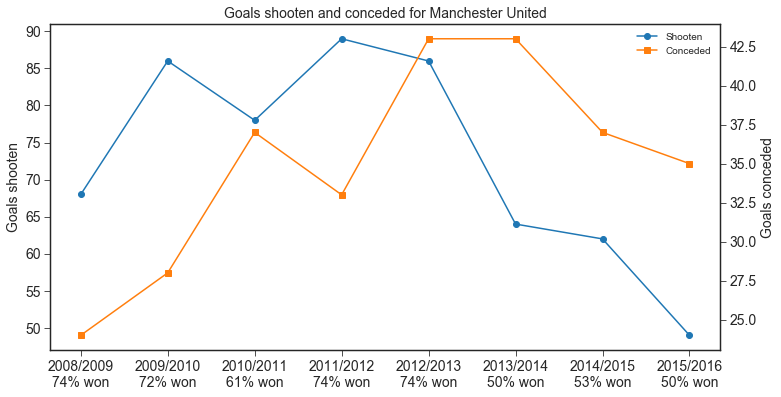 Goals shooten and conceded for Manchester United
Shooten
Conceded
Goals shooten
90
85
80
75
70
65
60
55
50
Goals conceded
42.5
40.0
37.5
35.0
32.5
30.0
27.5
25.0
2008/2009 2009/2010 2010/2011 2011/2012 2012/2013 2013/2014 2014/2015 2015/2016
74% won 72% won 61% won 74% won 74% won 50% won 53% won 50% won